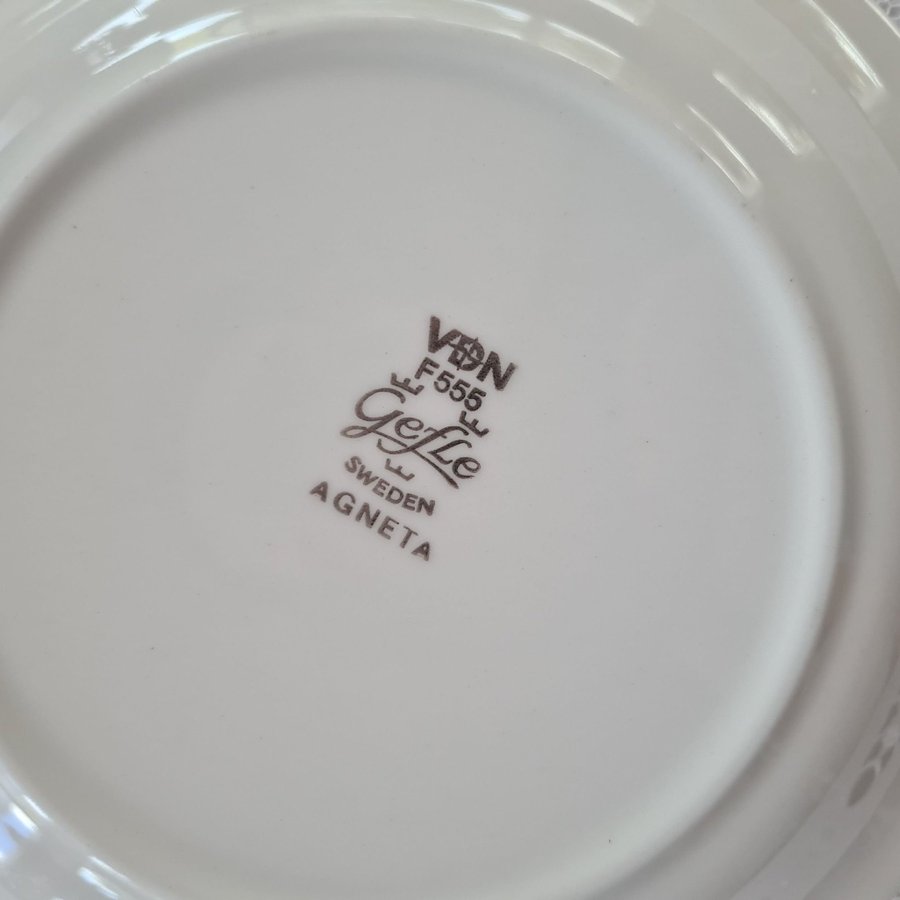 VDN
F555
Gefle
SWEDEN
AGNETA